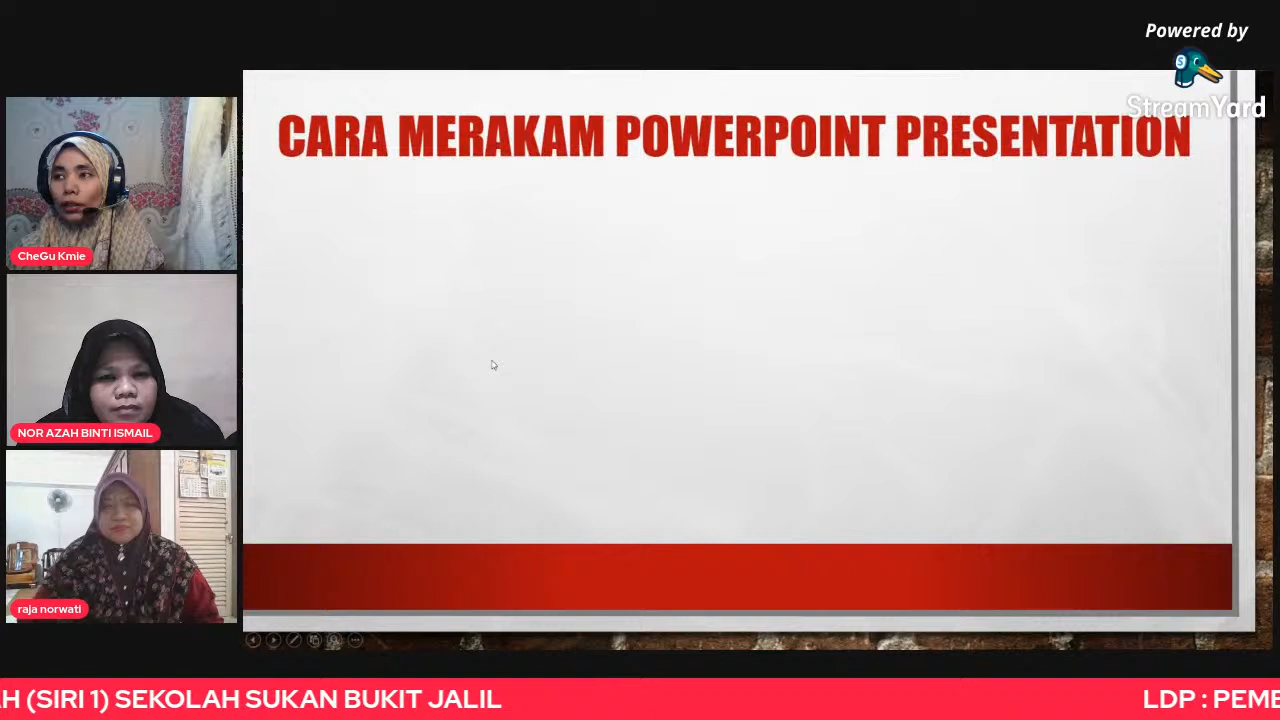 Powered by
StreamYard
CARA MERAKAM POWERPOINT PRESENTATION
CheGu Kmie
NOR AZAH BINTI ISMAIL
raja norwati
AH (SIRI 1) SEKOLAH SUKAN BUKIT JALIL
LDP : PEME